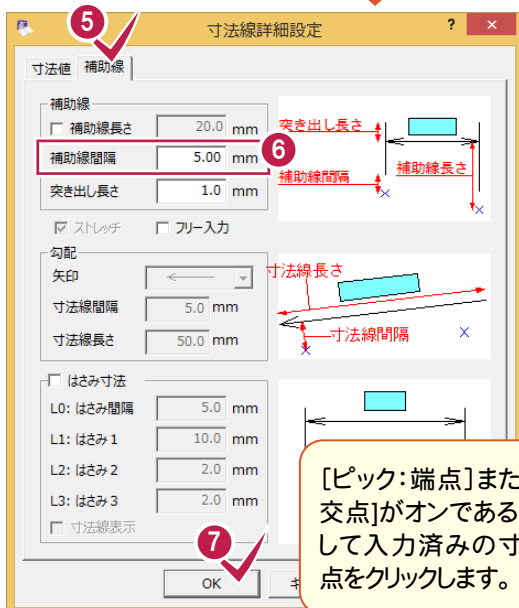 5
寸法線詳細設定
? ×
寸法値 補助線
補助線
補助線長さ 20.0 mm
6
補助線間隔 5.00 mm
突き出し長さ 1.0 mm
突き出し長さ
補助線間隔
補助線長さ
ストレッチ フリー入力
勾配
矢印
寸法線間隔 5.0 mm
寸法線長さ 50.0 mm
寸法線長さ
寸法線間隔
はさみ寸法
L0: はさみ間隔 5.0 mm
L1: はさみ1 10.0 mm
L2: はさみ2 2.0 mm
L3: はさみ3 2.0 mm
寸法線表示
7
OK キ
[ピック:端点]また
交点]がオンである
して入力済みの寸
点をクリックします。